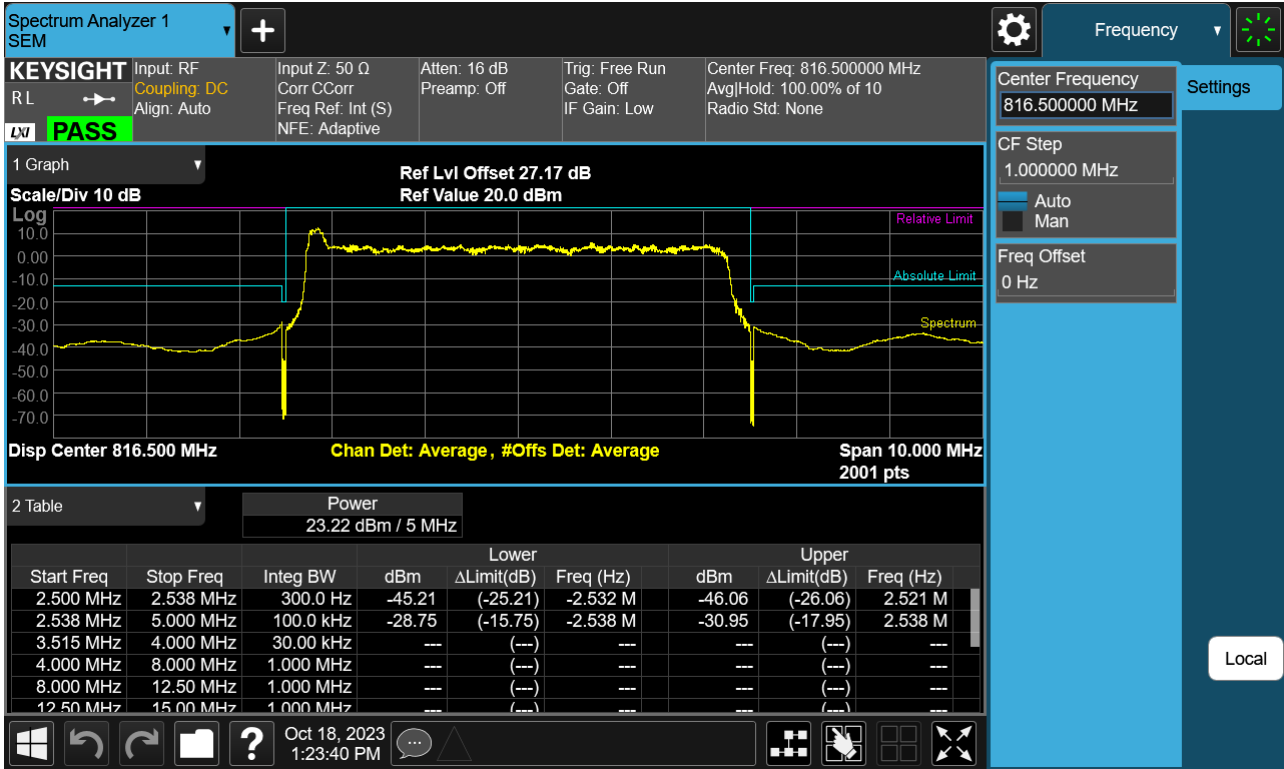 Spectrum Analyzer 1
SEM
Frequency
KEYSIGHT
R L
LXI
PASS
Input: RF
Coupling: DC
Align: Auto
Input Z: 50 Ω
Corr CCorr
Freq Ref: Int (S)
NFE: Adaptive
Atten: 16 dB
Preamp: Off
Trig: Free Run
Gate: Off
IF Gain: Low
Center Freq: 816.500000 MHz
Avg|Hold: 100.00% of 10
Radio Std: None
Center Frequency
816.500000 MHz
Settings
CF Step
1.000000 MHz
Auto
Man
Freq Offset
0 Hz
Local
1 Graph
Ref Lvl Offset 27.17 dB
Scale/Div 10 dB
Ref Value 20.0 dBm
Log
Relative Limit
10.0
0.00
-10.0
Absolute Limit
-20.0
-30.0
Spectrum
-40.0
-50.0
-60.0
-70.0
Disp Center 816.500 MHz
Chan Det: Average , #Offs Det: Average
Span 10.000 MHz
2001 pts
2 Table
Power
23.22 dBm / 5 MHz
Lower Upper
Start Freq Stop Freq Integ BW dBm ΔLimit(dB) Freq (Hz) dBm ΔLimit(dB) Freq (Hz)
2.500 MHz 2.538 MHz 300.0 Hz -45.21 (-25.21) -2.532 M -46.06 (-26.06) 2.521 M
2.538 MHz 5.000 MHz 100.0 kHz -28.75 (-15.75) -2.538 M -30.95 (-17.95) 2.538 M
3.515 MHz 4.000 MHz 30.00 kHz --- (---) --- --- (---) ---
4.000 MHz 8.000 MHz 1.000 MHz --- (---) --- --- (---) ---
8.000 MHz 12.50 MHz 1.000 MHz --- (---) --- --- (---) ---
12.50 MHz 15.00 MHz 1.000 MHz --- (---) --- --- (---) ---
?
Oct 18, 2023
1:23:40 PM